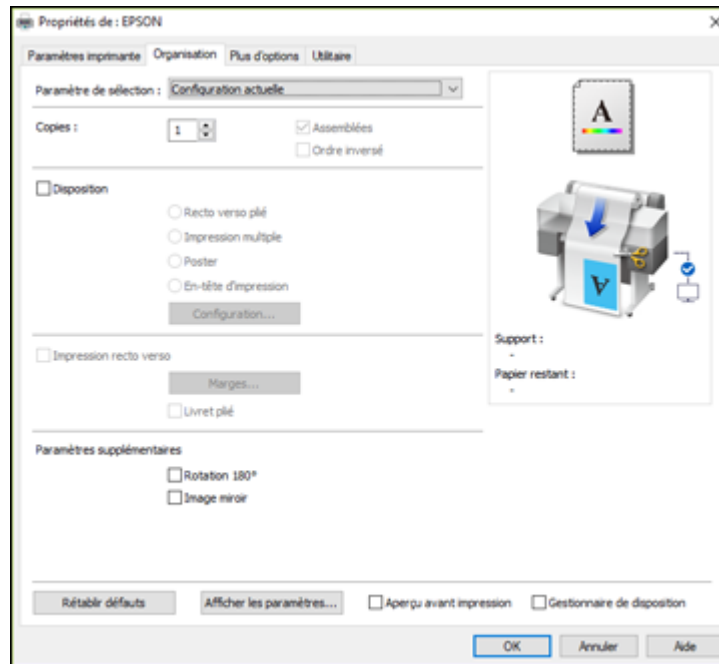 Propriétés de : EPSON
Paramètres imprimante Organisation Plus d'options Utilitaire
Paramètre de sélection : Configuration actuelle
Copies : 1 Assemblées
Ordre inversé
Disposition
Recto verso plié
Impression multiple
Poster
En-tête d'impression
Configuration...
Impression recto verso
Marges...
Livret plié
Paramètres supplémentaires
Rotation 180°
Image miroir
A
A
Support :
-
Papier restant :
-
Rétablir défauts Afficher les paramètres... Aperçu avant impression Gestionnaire de disposition
OK Annuler Aide